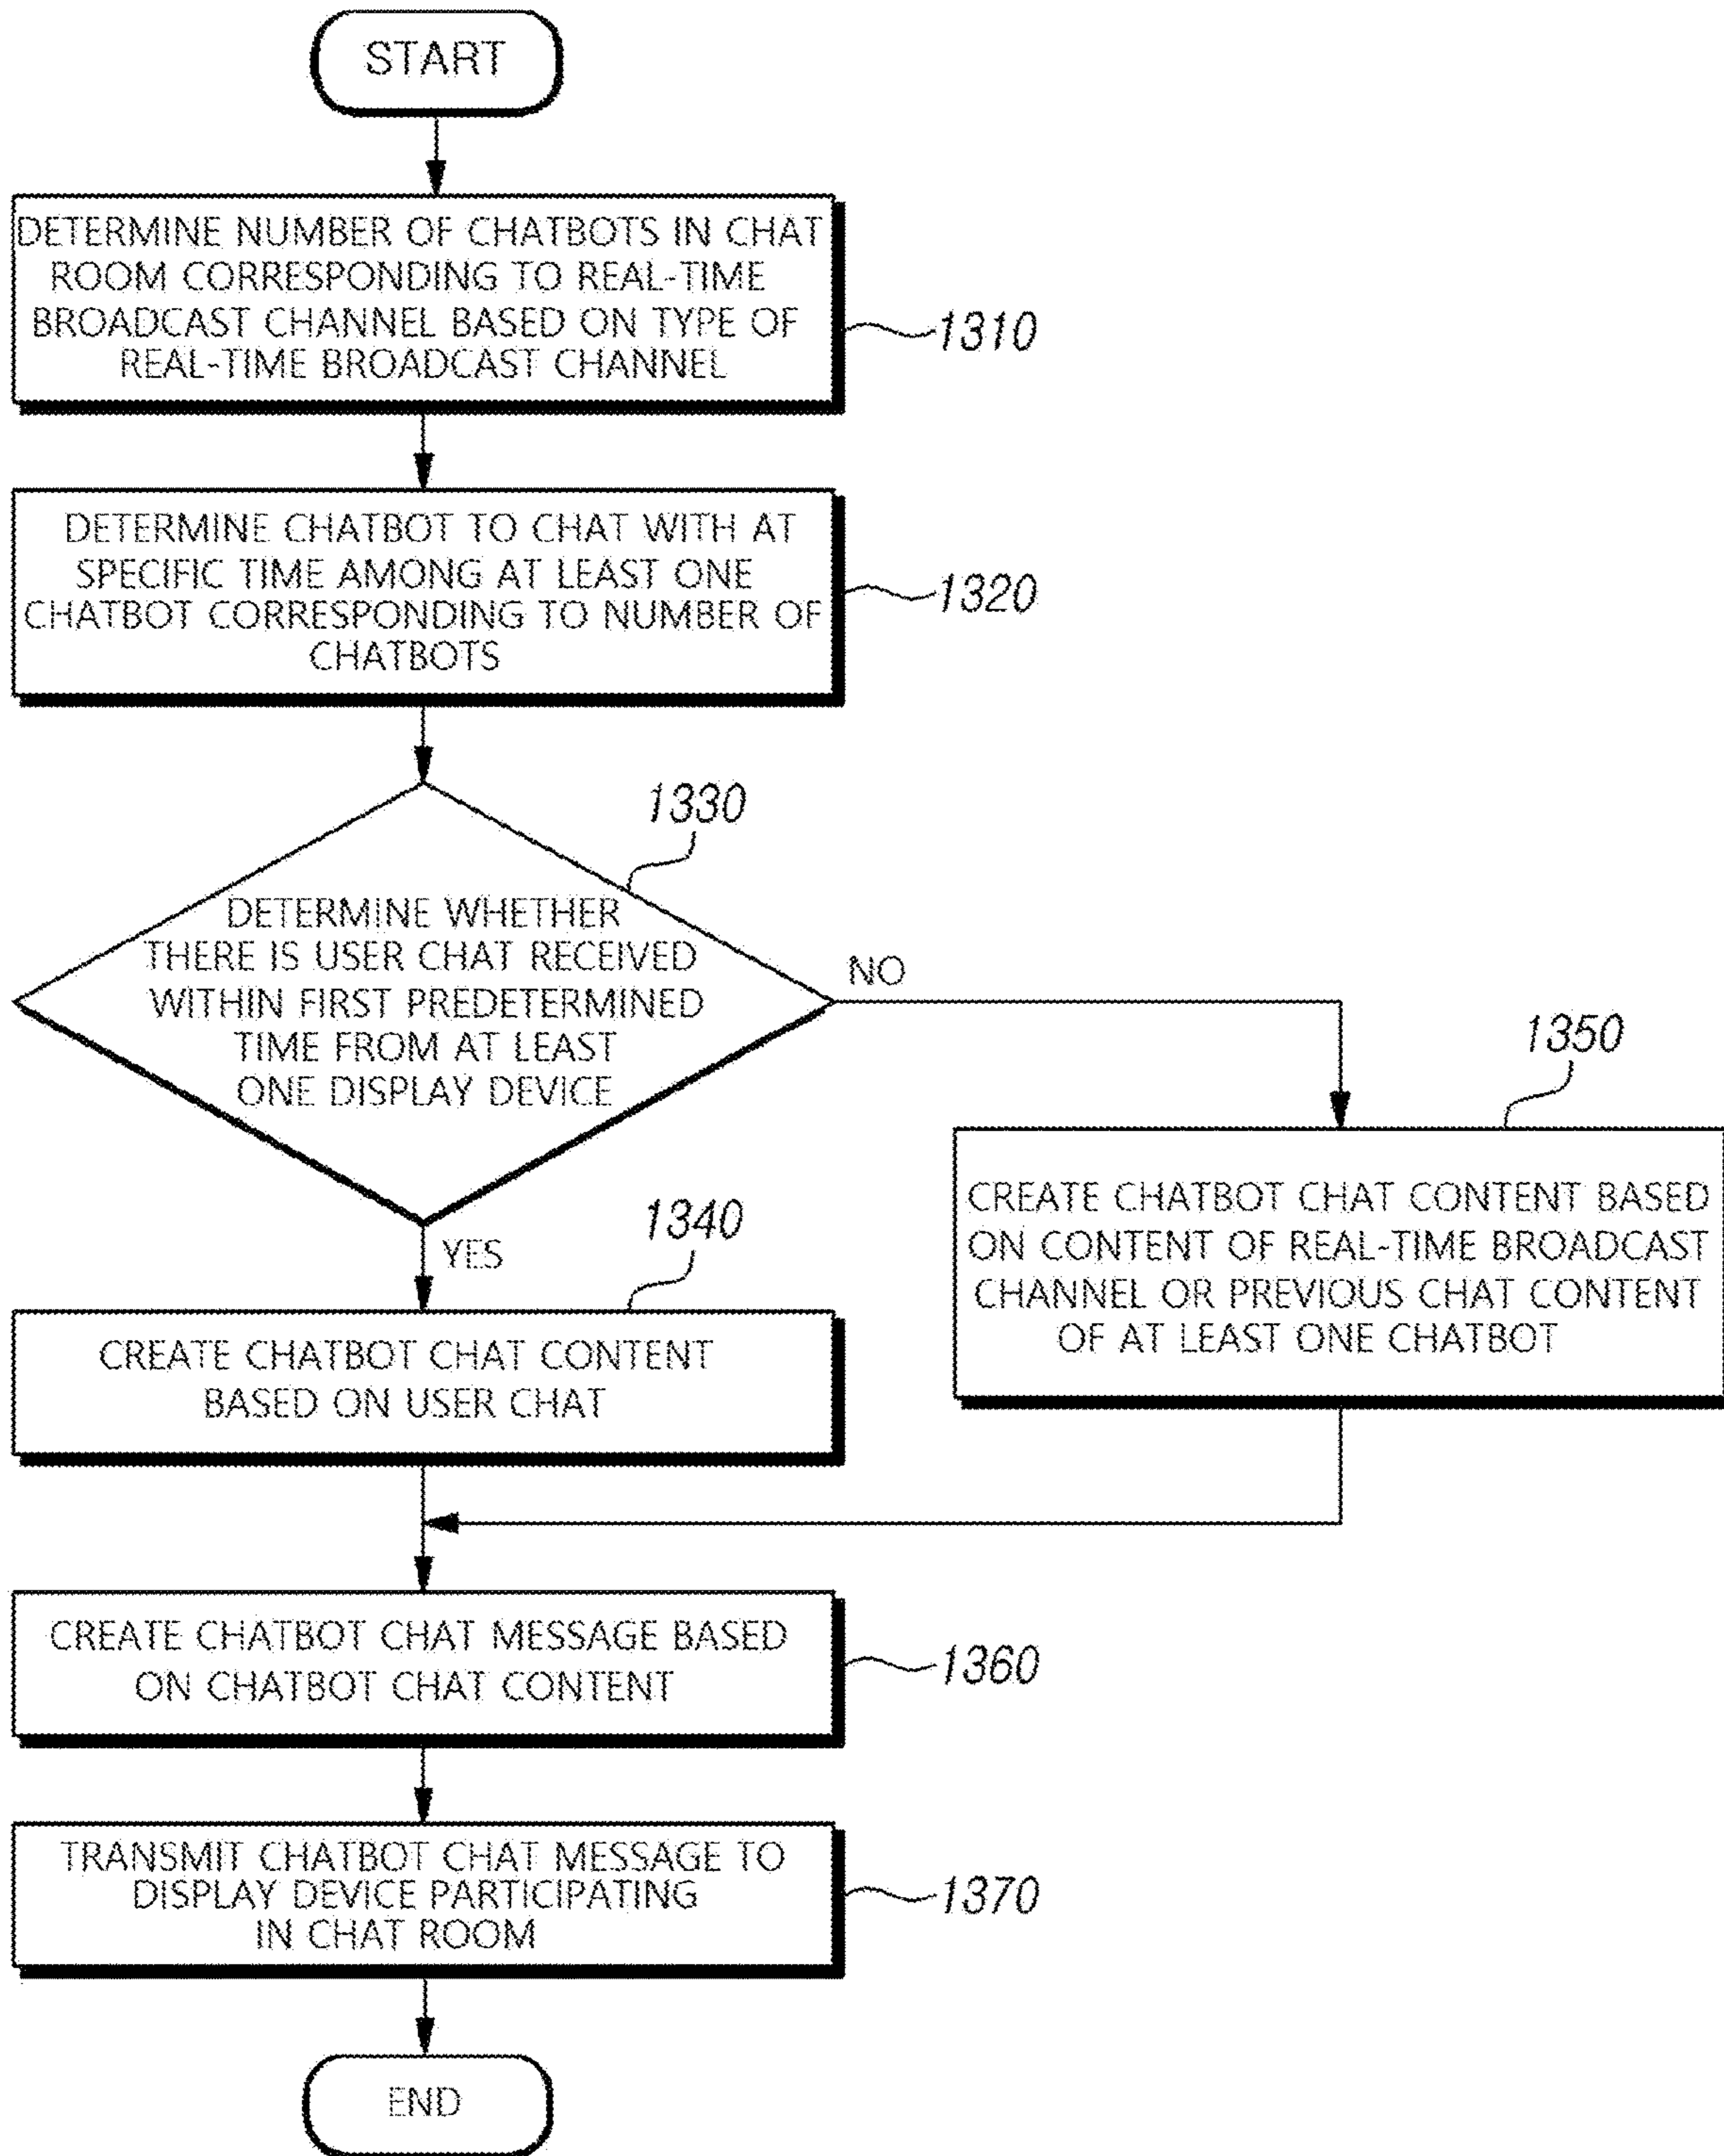 START
DETERMINE NUMBER OF CHATBOTS IN CHAT
ROOM CORRESPONDING TO REAL-TIME
BROADCAST CHANNEL BASED ON TYPE OF
REAL-TIME BROADCAST CHANNEL
1310
DETERMINE CHATBOT TO CHAT WITH AT
SPECIFIC TIME AMONG AT LEAST ONE
CHATBOT CORRESPONDING TO NUMBER OF
CHATBOTS
1320
1330
DETERMINE WHETHER
THERE IS USER CHAT RECEIVED
WITHIN FIRST PREDETERMINED
TIME FROM AT LEAST
ONE DISPLAY DEVICE
NO
YES
1340
CREATE CHATBOT CHAT CONTENT
BASED ON USER CHAT
1350
CREATE CHATBOT CHAT CONTENT BASED
ON CONTENT OF REAL-TIME BROADCAST
CHANNEL OR PREVIOUS CHAT CONTENT
OF AT LEAST ONE CHATBOT
CREATE CHATBOT CHAT MESSAGE BASED
ON CHATBOT CHAT CONTENT
1360
TRANSMIT CHATBOT CHAT MESSAGE TO
DISPLAY DEVICE PARTICIPATING
IN CHAT ROOM
1370
END